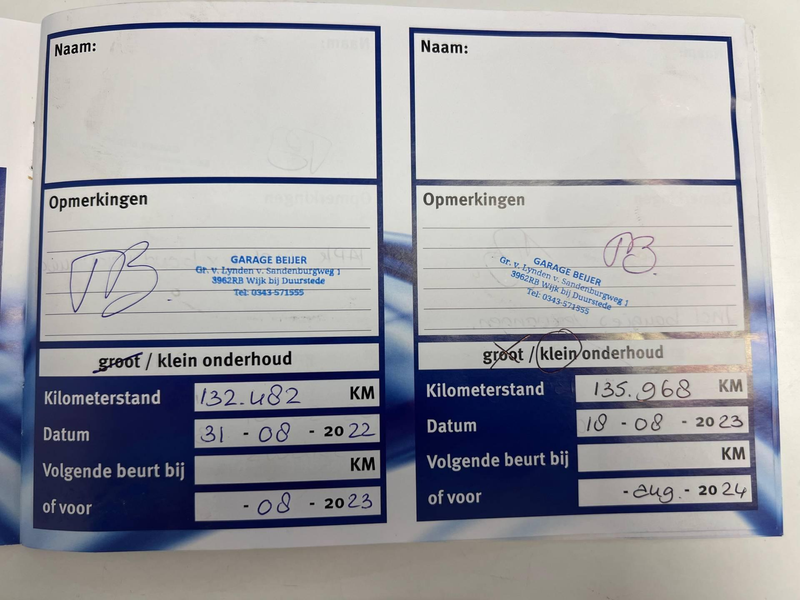 Naam:
Opmerkingen
GARAGE BEIJER
Gr. v. Lynden v. Sandenburgweg 1
3962RB Wijk bij Duurstede
Tel: 0343-571555
groot / klein onderhoud
Kilometerstand 132.482 KM
Datum 31 - 08 - 2022
Volgende beurt bij KM
of voor - 08 - 2023
Naam:
Opmerkingen
GARAGE BEIJER
Gr. v. Lynden v. Sandenburgweg 1
3962RB Wijk bij Duurstede
Tel: 0343-571555
groot / klein onderhoud
Kilometerstand 135.968 KM
Datum 18 - 08 - 2023
Volgende beurt bij KM
of voor - aug. - 2024